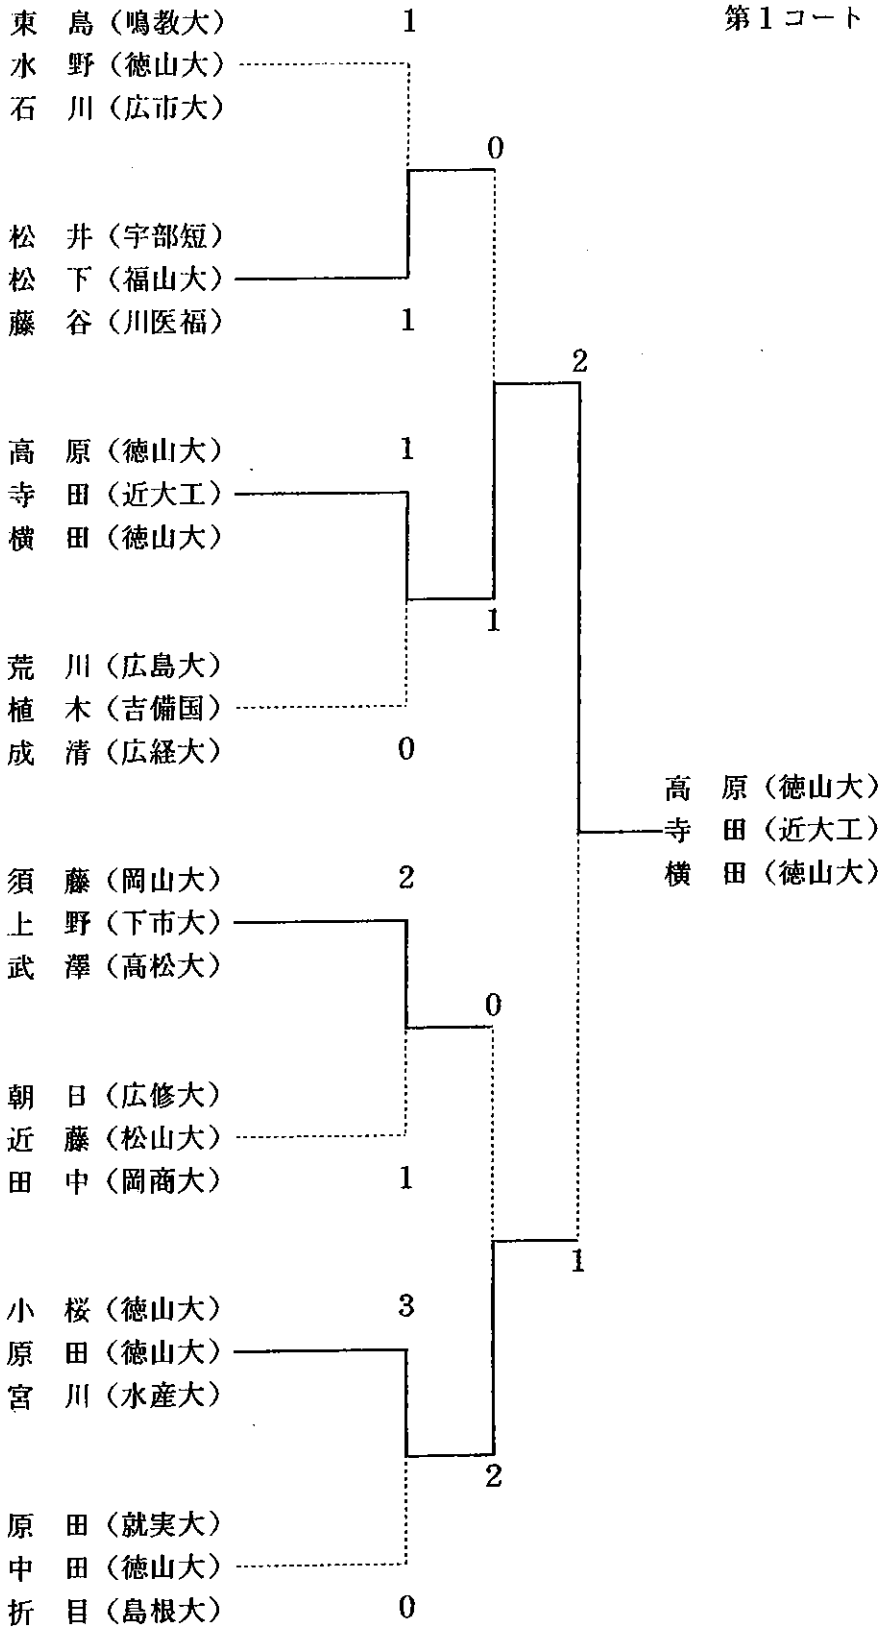 第1コート
東 島（鳴教大） 1
水 野（徳山大）
石 川（広市大）
0
松 井（宇部短）
松 下（福山大）
藤 谷（川医福） 1
2
高 原（徳山大） 1
寺 田（近大工）
横 田（徳山大）
1
荒 川（広島大）
植 木（吉備国）
成 清（広経大） 0
高 原（徳山大）
寺 田（近大工）
横 田（徳山大）
須 藤（岡山大） 2
上 野（下市大）
武 澤（高松大）
0
朝 日（広修大）
近 藤（松山大）
田 中（岡商大） 1
1
小 桜（徳山大） 3
原 田（徳山大）
宮 川（水産大）
2
原 田（就実大）
中 田（徳山大）
折 目（島根大） 0